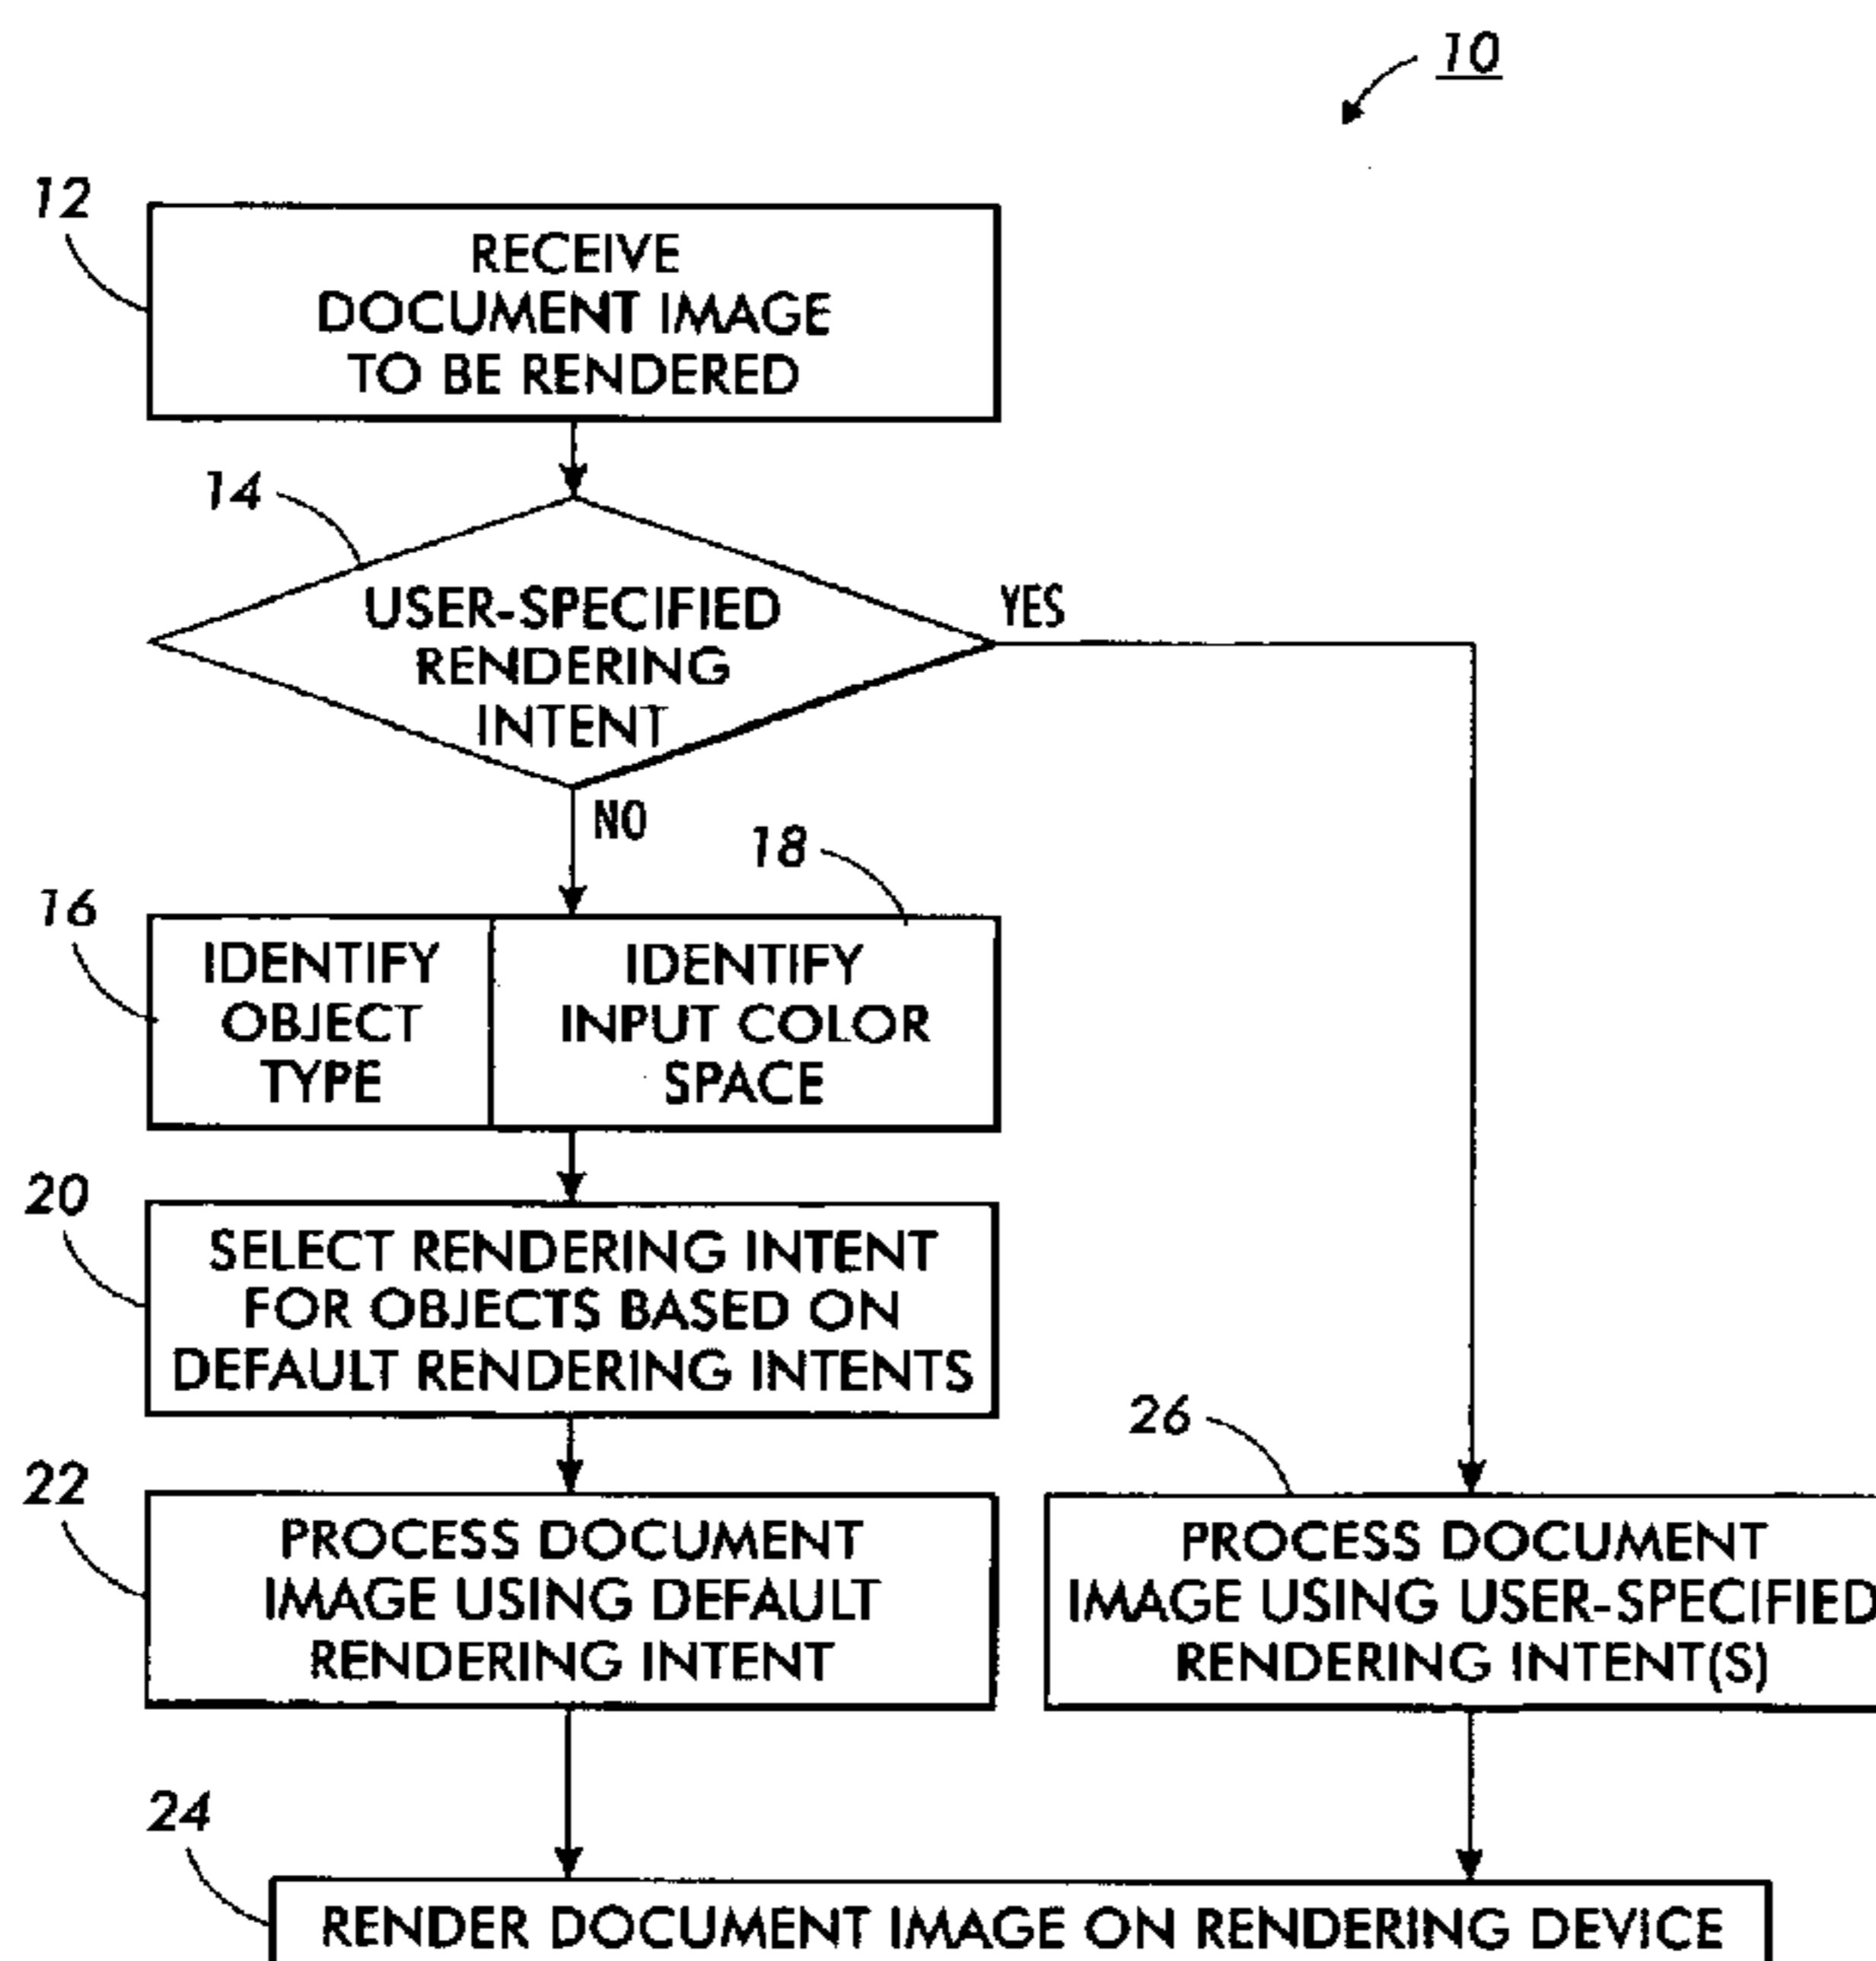 10
12
RECEIVE
DOCUMENT IMAGE
TO BE RENDERED
14
USER-SPECIFIED
RENDERING
INTENT
YES
NO
16
18
IDENTIFY
OBJECT
TYPE
IDENTIFY
INPUT COLOR
SPACE
20
SELECT RENDERING INTENT
FOR OBJECTS BASED ON
DEFAULT RENDERING INTENTS
22
PROCESS DOCUMENT
IMAGE USING DEFAULT
RENDERING INTENT
26
PROCESS DOCUMENT
IMAGE USING USER-SPECIFIED
RENDERING INTENT(S)
24
RENDER DOCUMENT IMAGE ON RENDERING DEVICE